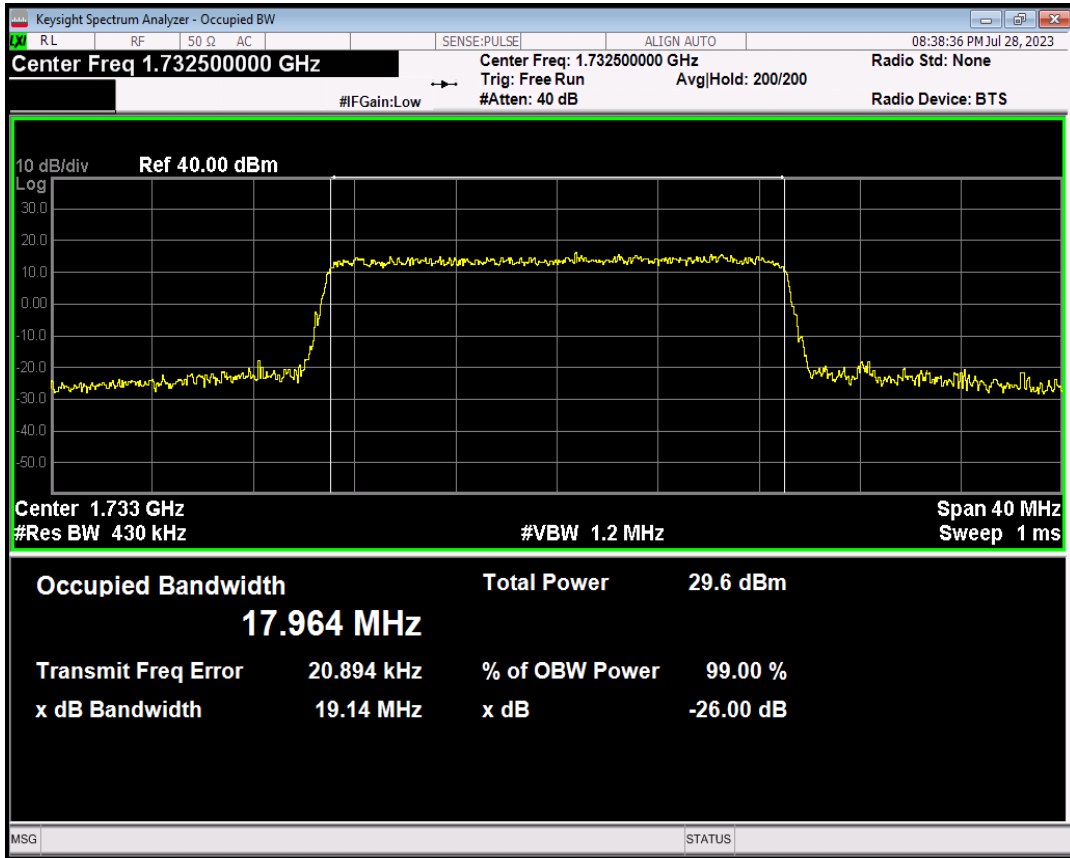 Keysight Spectrum Analyzer - Occupied BW
LXI RL RF 50 Ω AC SENSE:PULSE ALIGN AUTO 08:38:36 PM Jul 28, 2023
Center Freq 1.732500000 GHz Center Freq: 1.732500000 GHz Radio Std: None
Trig: Free Run Avg|Hold: 200/200
#IFGain:Low #Atten: 40 dB Radio Device: BTS
10 dB/div Ref 40.00 dBm
Log
30.0
20.0
10.0
0.00
-10.0
-20.0
-30.0
-40.0
-50.0
Center 1.733 GHz Span 40 MHz
#Res BW 430 kHz #VBW 1.2 MHz Sweep 1 ms
Occupied Bandwidth Total Power 29.6 dBm
17.964 MHz
Transmit Freq Error 20.894 kHz % of OBW Power 99.00 %
x dB Bandwidth 19.14 MHz x dB -26.00 dB
MSG STATUS